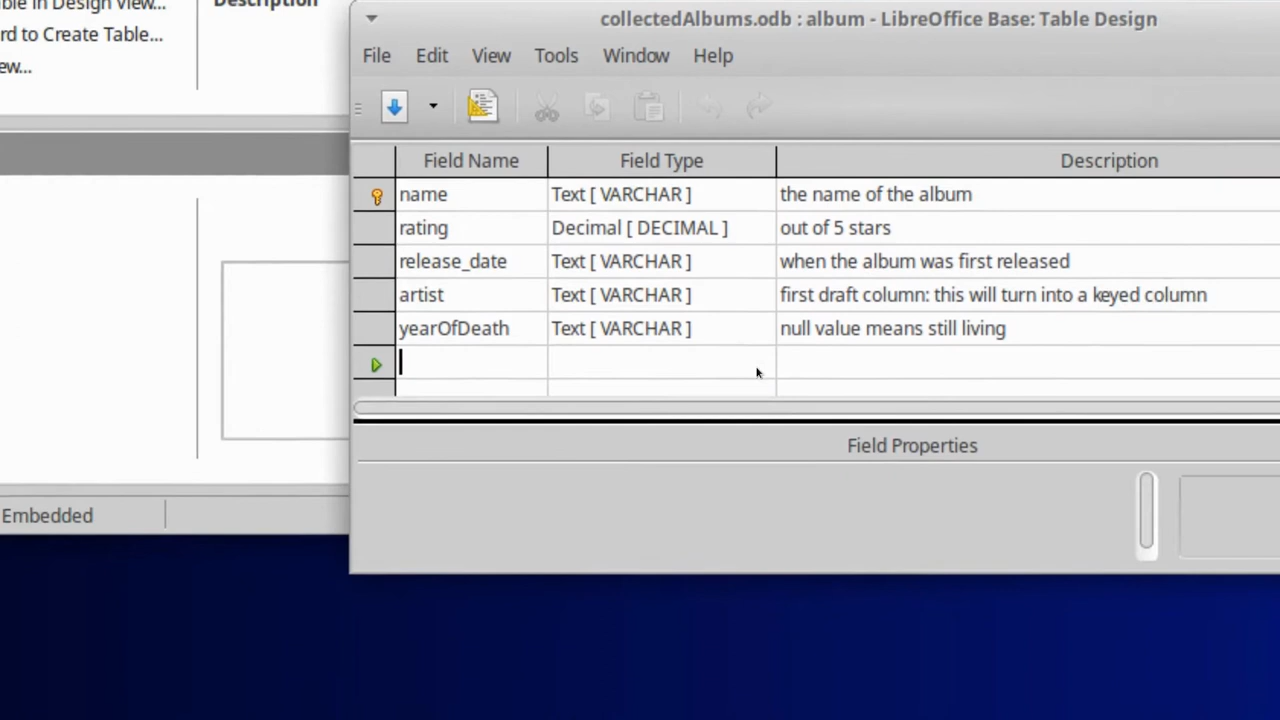 Description
ble in Design View...
rd to Create Table...
ew...
Embedded
collectedAlbums.odb : album - LibreOffice Base: Table Design
File Edit View Tools Window Help
Field Name Field Type Description
name Text [ VARCHAR ] the name of the album
rating Decimal [ DECIMAL ] out of 5 stars
release_date Text [ VARCHAR ] when the album was first released
artist Text [ VARCHAR ] first draft column: this will turn into a keyed column
yearOfDeath Text [ VARCHAR ] null value means still living
Field Properties